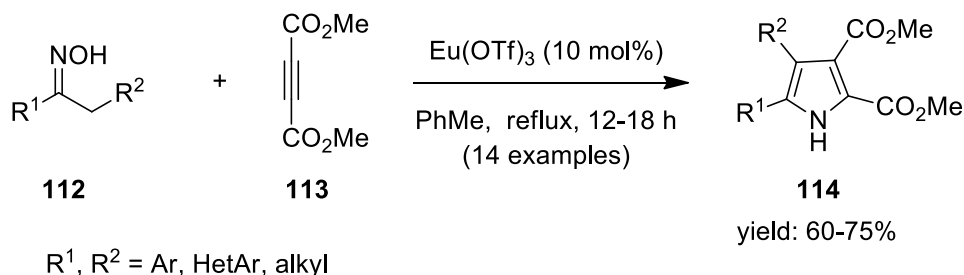 NOH
R¹
R²
+
CO₂Me
CO₂Me
Eu(OTf)₃ (10 mol%)
PhMe, reflux, 12-18 h
(14 examples)
R²
CO₂Me
CO₂Me
R¹
N
H
112
113
114
yield: 60-75%
R¹, R² = Ar, HetAr, alkyl